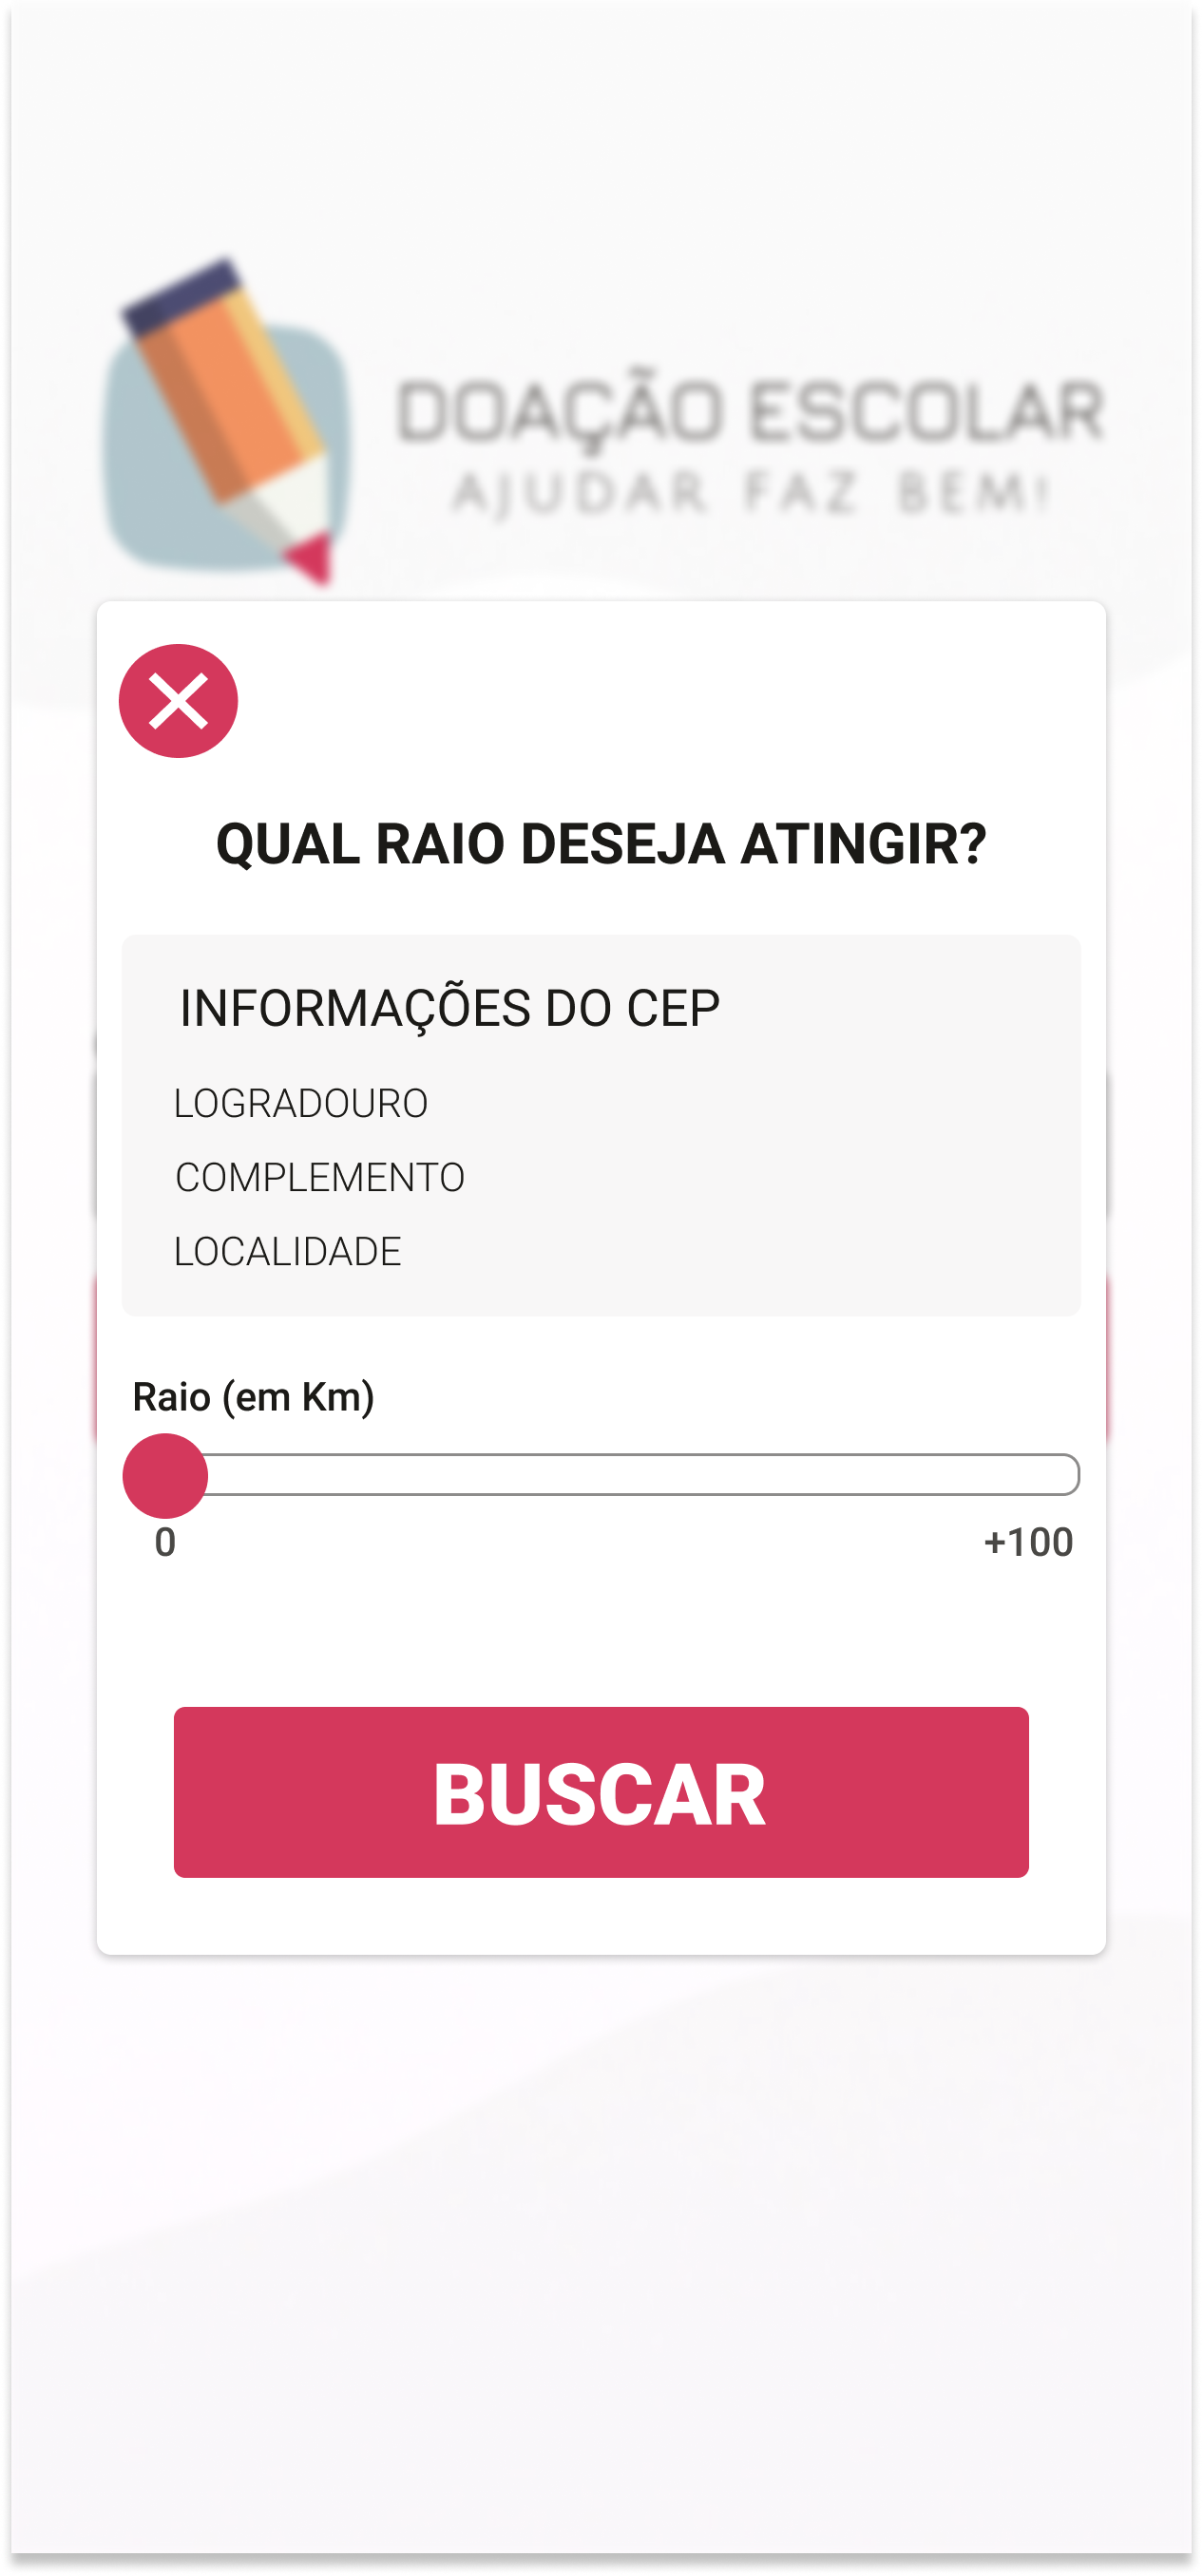 DOAÇÃO ESCOLAR
AJUDAR FAZ BEM!
QUAL RAIO DESEJA ATINGIR?
INFORMAÇÕES DO CEP
LOGRADOURO
COMPLEMENTO
LOCALIDADE
Raio (em Km)
0
+100
BUSCAR